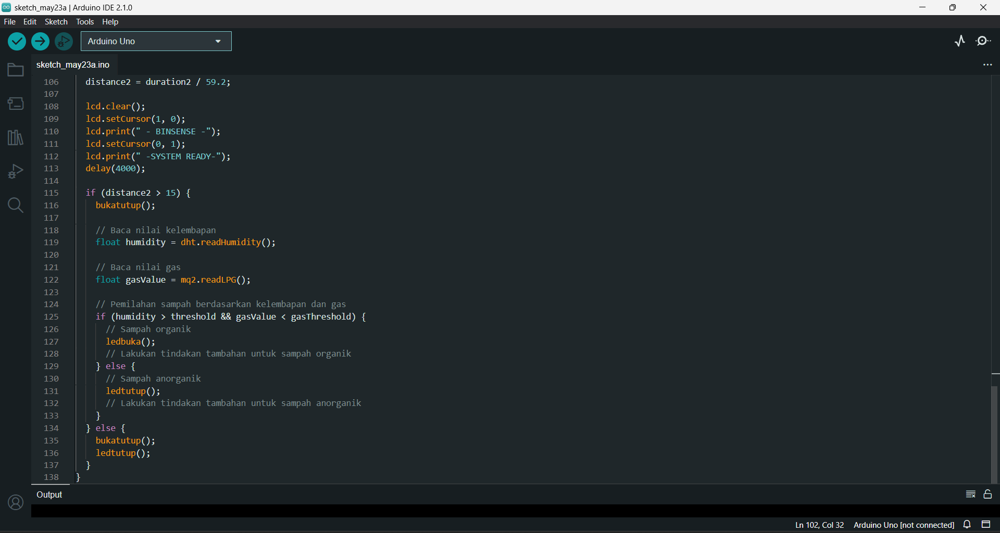 sketch_may23a | Arduino IDE 2.1.0
File Edit Sketch Tools Help
Arduino Uno
sketch_may23a.ino
106 distance2 = duration2 / 59.2;
107
108 lcd.clear();
109 lcd.setCursor(1, 0);
110 lcd.print(" - BINSENSE -");
111 lcd.setCursor(0, 1);
112 lcd.print(" -SYSTEM READY-");
113 delay(4000);
114
115 if (distance2 > 15) {
116 bukatutup();
117
118 // Baca nilai kelembapan
119 float humidity = dht.readHumidity();
120
121 // Baca nilai gas
122 float gasValue = mq2.readLPG();
123
124 // Pemilahan sampah berdasarkan kelembapan dan gas
125 if (humidity > threshold && gasValue < gasThreshold) {
126 // Sampah organik
127 ledbuka();
128 // Lakukan tindakan tambahan untuk sampah organik
129 } else {
130 // Sampah anorganik
131 ledtutup();
132 // Lakukan tindakan tambahan untuk sampah anorganik
133 }
134 } else {
135 bukatutup();
136 ledtutup();
137 }
138 }
Output
Ln 102, Col 32 Arduino Uno [not connected]